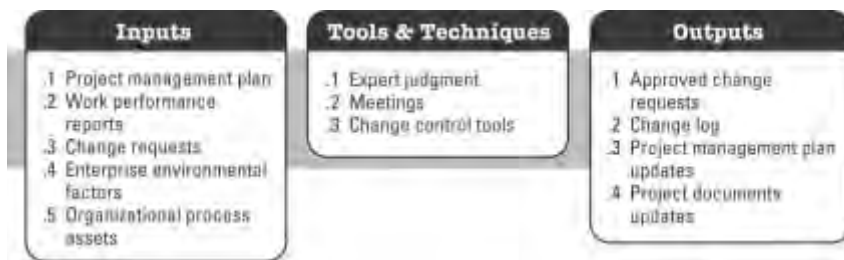 Inputs
.1 Project management plan
.2 Work performance
reports
.3 Change requests
.4 Enterprise environmental
factors
.5 Organizational process
assets
Tools & Techniques
.1 Expert judgment
.2 Meetings
.3 Change control tools
Outputs
.1 Approved change
requests
.2 Change log
.3 Project management plan
updates
.4 Project documents
updates